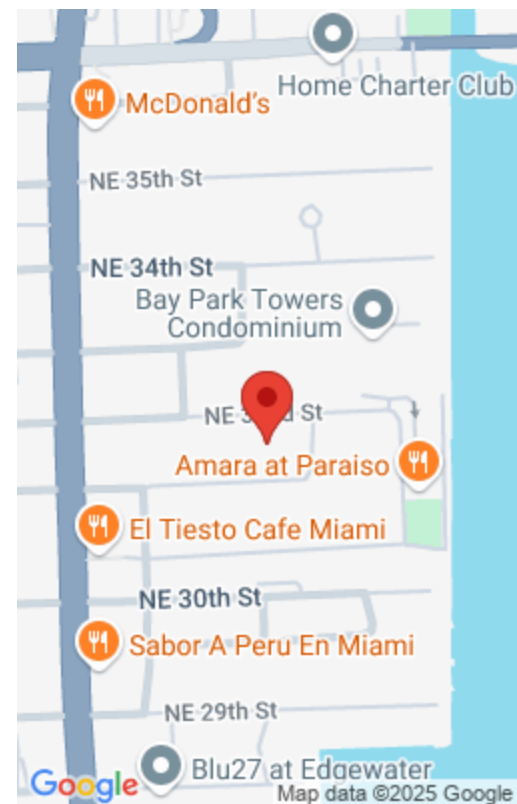 Home Charter Club
McDonald's
NE 35th St
NE 34th St
Bay Park Towers
Condominium
St
Amara at Paraiso
El Tiesto Cafe Miami
NE 30th St
Sabor A Peru En Miami
NE 29th St
Blu27 at Edgewater
Google
Map data ©2025 Google